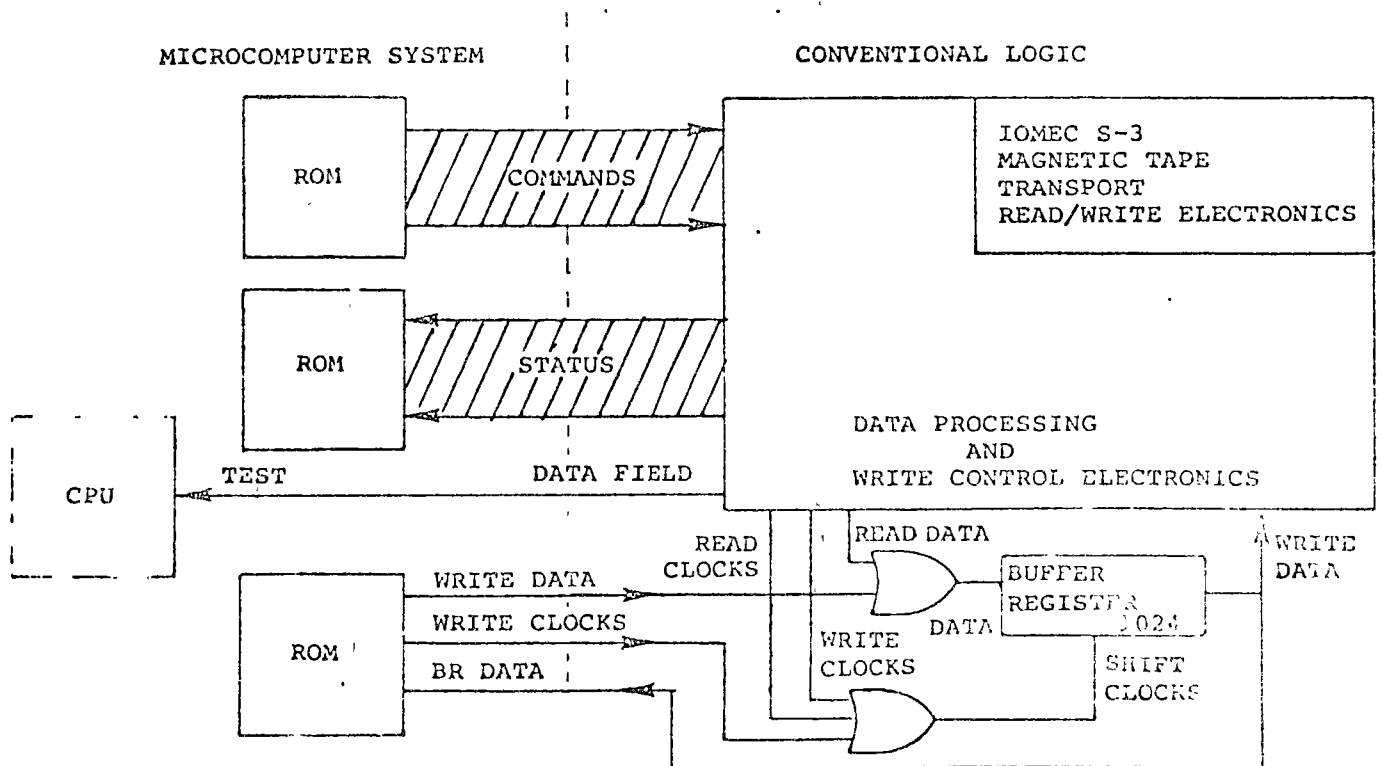 MICROCOMPUTER SYSTEM
CONVENTIONAL LOGIC
ROM
COMMANDS
IOMEC S-3
MAGNETIC TAPE
TRANSPORT
READ/WRITE ELECTRONICS
ROM
STATUS
DATA PROCESSING
AND
WRITE CONTROL ELECTRONICS
CPU
TEST
DATA FIELD
READ
CLOCKS
READ DATA
WRITE
DATA
WRITE DATA
BUFFER
REGISTER
1024
DATA
WRITE CLOCKS
ROM
WRITE
CLOCKS
SHIFT
CLOCKS
BR DATA